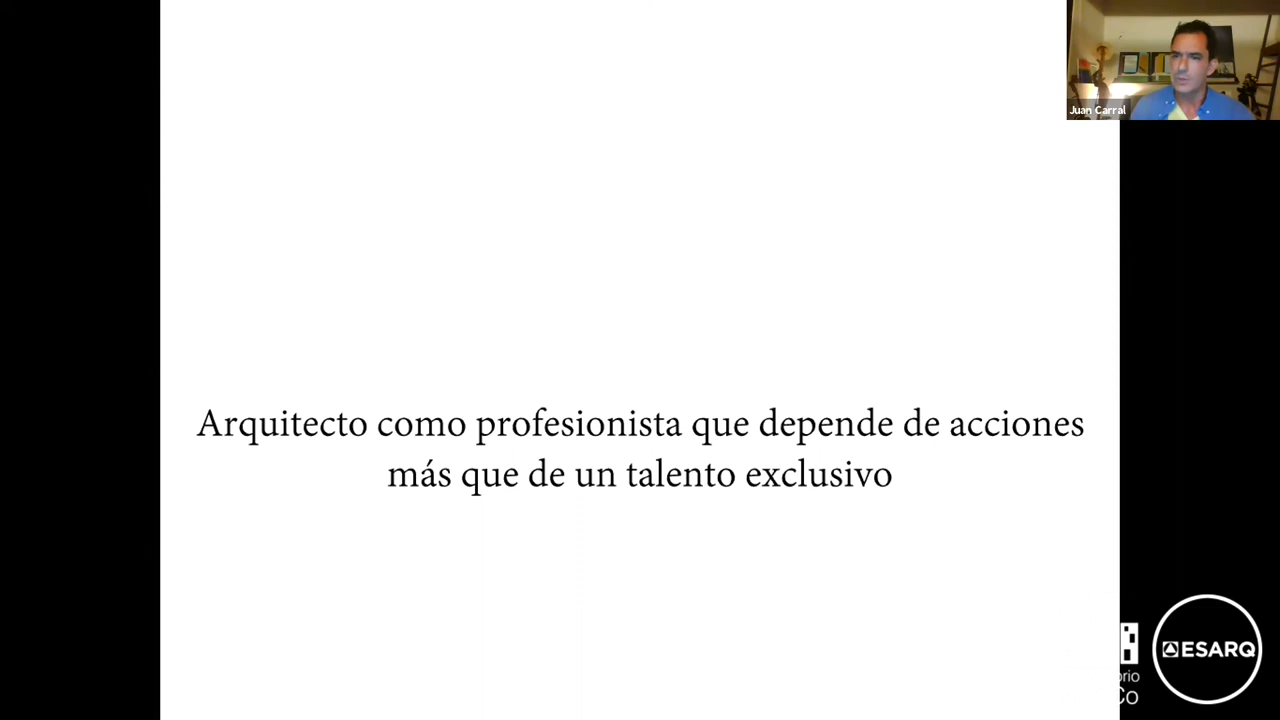 Juan Carral
Arquitecto como profesionista que depende de acciones
más que de un talento exclusivo
ESARQ